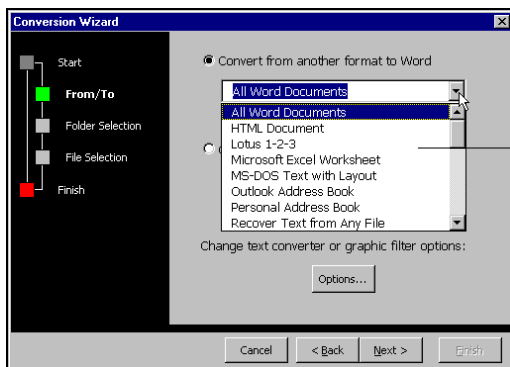 Conversion Wizard
Start
From/To
Folder Selection
File Selection
Finish
Convert from another format to Word
All Word Documents
All Word Documents
HTML Document
Lotus 1-2-3
Microsoft Excel Worksheet
MS-DOS Text with Layout
Outlook Address Book
Personal Address Book
Recover Text from Any File
Change text converter or graphic filter options:
Options...
Cancel
< Back
Next >
Finish